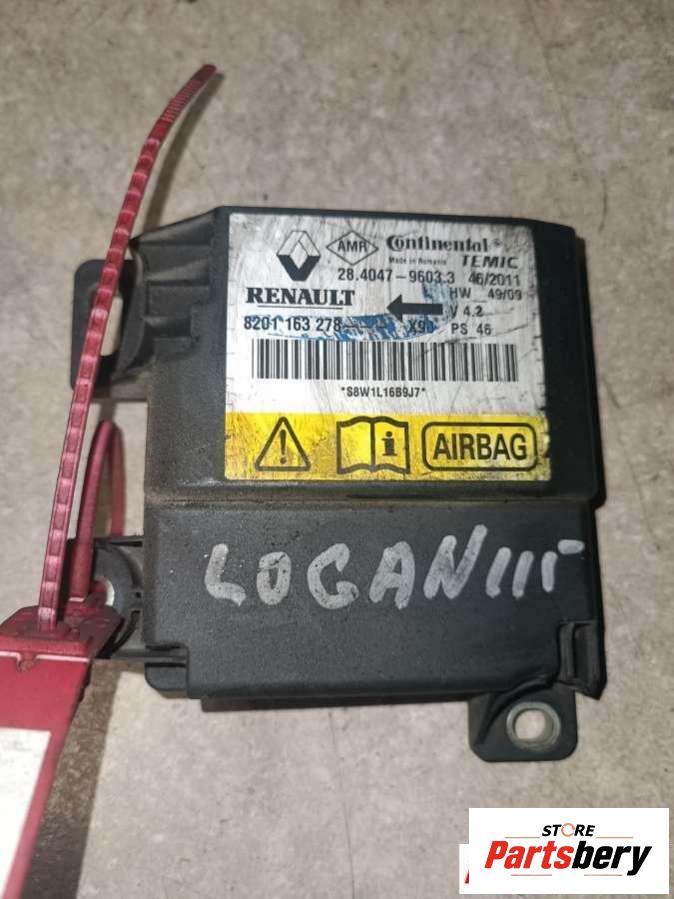 AMR Continental®
Made in Romania TEMIC
28.4047-9603.3 46/2011
RENAULT HW 49/09
V 4.2
8201 163 278 X90 PS 46
*S8W1L16B9J7*
AIRBAG
LOGAN III
STORE
Partsbery